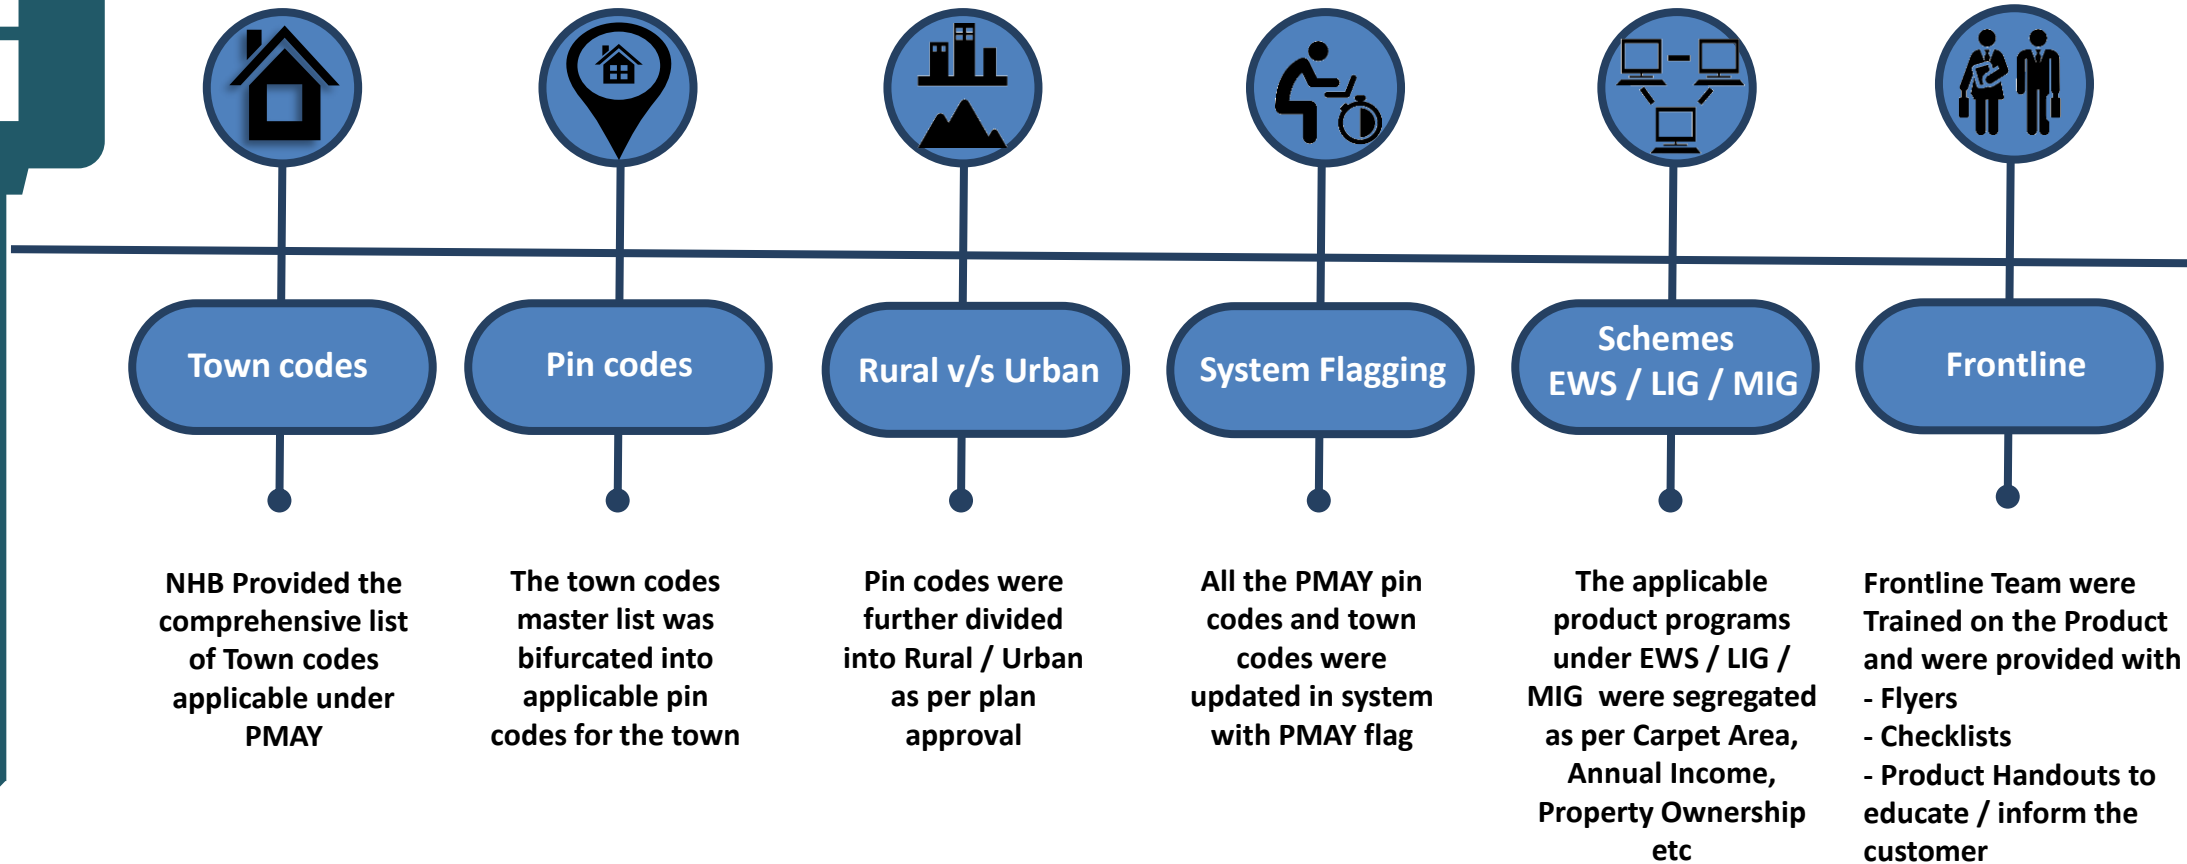 Town codes
Pin codes
Rural v/s Urban
System Flagging
Schemes
EWS / LIG / MIG
Frontline
NHB Provided the
comprehensive list
of Town codes
applicable under
PMAY
The town codes
master list was
bifurcated into
applicable pin
codes for the town
Pin codes were
further divided
into Rural / Urban
as per plan
approval
All the PMAY pin
codes and town
codes were
updated in system
with PMAY flag
The applicable
product programs
under EWS / LIG /
MIG were segregated
as per Carpet Area,
Annual Income,
Property Ownership
etc
Frontline Team were
Trained on the Product
and were provided with
- Flyers
- Checklists
- Product Handouts to
educate / inform the
customer